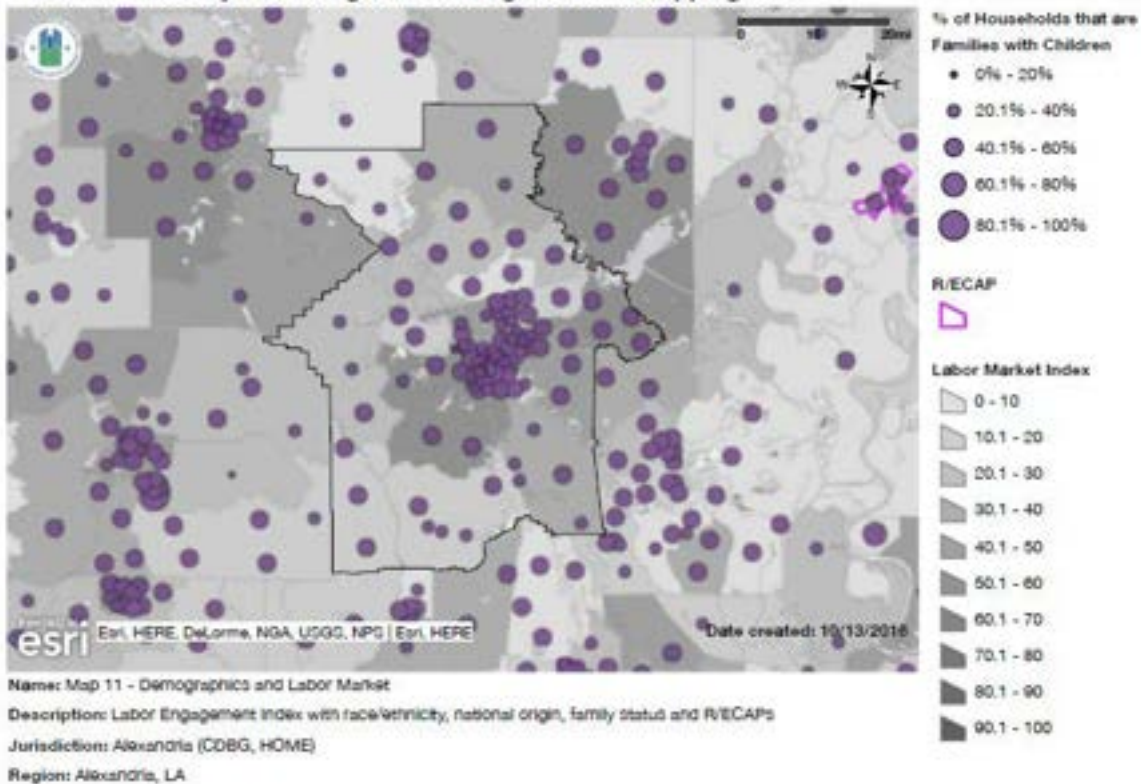 0 10 20mi
N
W E
S
% of Households that are
Families with Children
0% - 20%
20.1% - 40%
40.1% - 60%
60.1% - 80%
80.1% - 100%
R/ECAP
Labor Market Index
0 - 10
10.1 - 20
20.1 - 30
30.1 - 40
40.1 - 50
50.1 - 60
60.1 - 70
70.1 - 80
80.1 - 90
90.1 - 100
esri
Esri, HERE, DeLorme, NGA, USGS, NPS | Esri, HERE
Date created: 10/13/2016
Name: Map 11 - Demographics and Labor Market
Description: Labor Engagement Index with race/ethnicity, national origin, family status and R/ECAPs
Jurisdiction: Alexandria (CDBG, HOME)
Region: Alexandria, LA